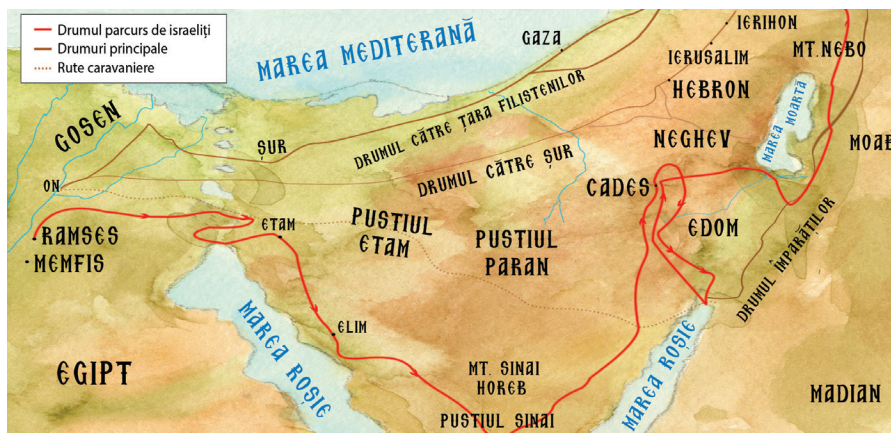 Drumul parcurs de israeliți
Drumuri principale
Rute caravaniere
MAREA MEDITERANĂ
GAZA
IERIHON
IERUSALIM
MT. NEBO
HEBRON
GOSEN
ȘUR
DRUMUL CĂTRE ȚARA FILISTENILOR
NEGHEV
MAREA MOARTĂ
MOAB
ON
DRUMUL CĂTRE ȘUR
CADES
RAMSES
MEMFIS
ETAM
PUSTIUL
ETAM
PUSTIUL
PARAN
EDOM
DRUMUL ÎMPARAȚILOR
ELIM
MAREA ROȘIE
EGIPT
MT. SINAI
HOREB
PUSTIUL SINAI
MAREA ROȘIE
MADIAN